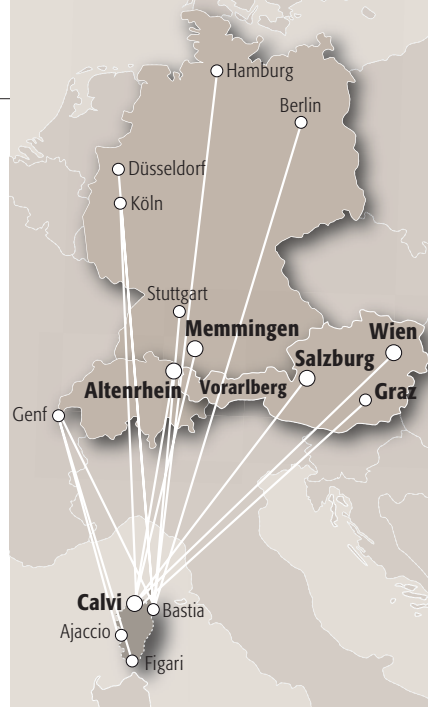 Hamburg
Berlin
Düsseldorf
Köln
Stuttgart
Memmingen
Wien
Salzburg
Altenrhein
Vorarlberg
Graz
Genf
Calvi
Bastia
Ajaccio
Figari